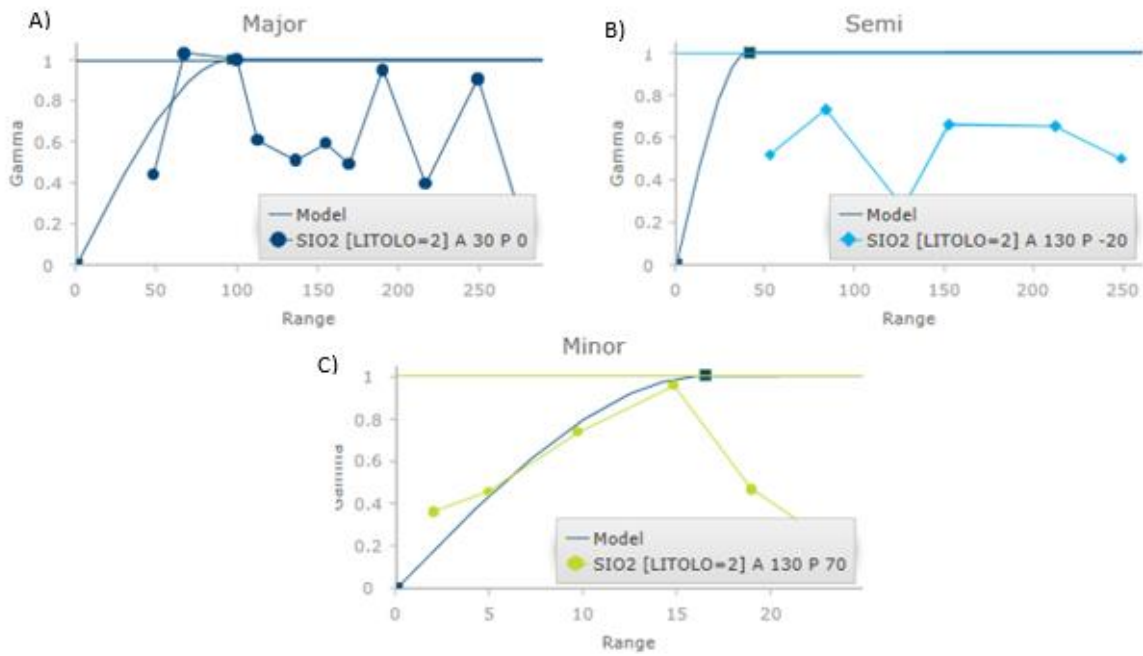 A)
Major
Gamma
1
0.8
0.6
0.4
0.2
0
0 50 100 150 200 250
Range
Model
SIO2 [LITOLO=2] A 30 P 0
B)
Semi
Gamma
1
0.8
0.6
0.4
0.2
0
0 50 100 150 200 250
Range
Model
SIO2 [LITOLO=2] A 130 P -20
C)
Minor
Gamma
1
0.8
0.6
0.4
0.2
0
0 5 10 15 20
Range
Model
SIO2 [LITOLO=2] A 130 P 70